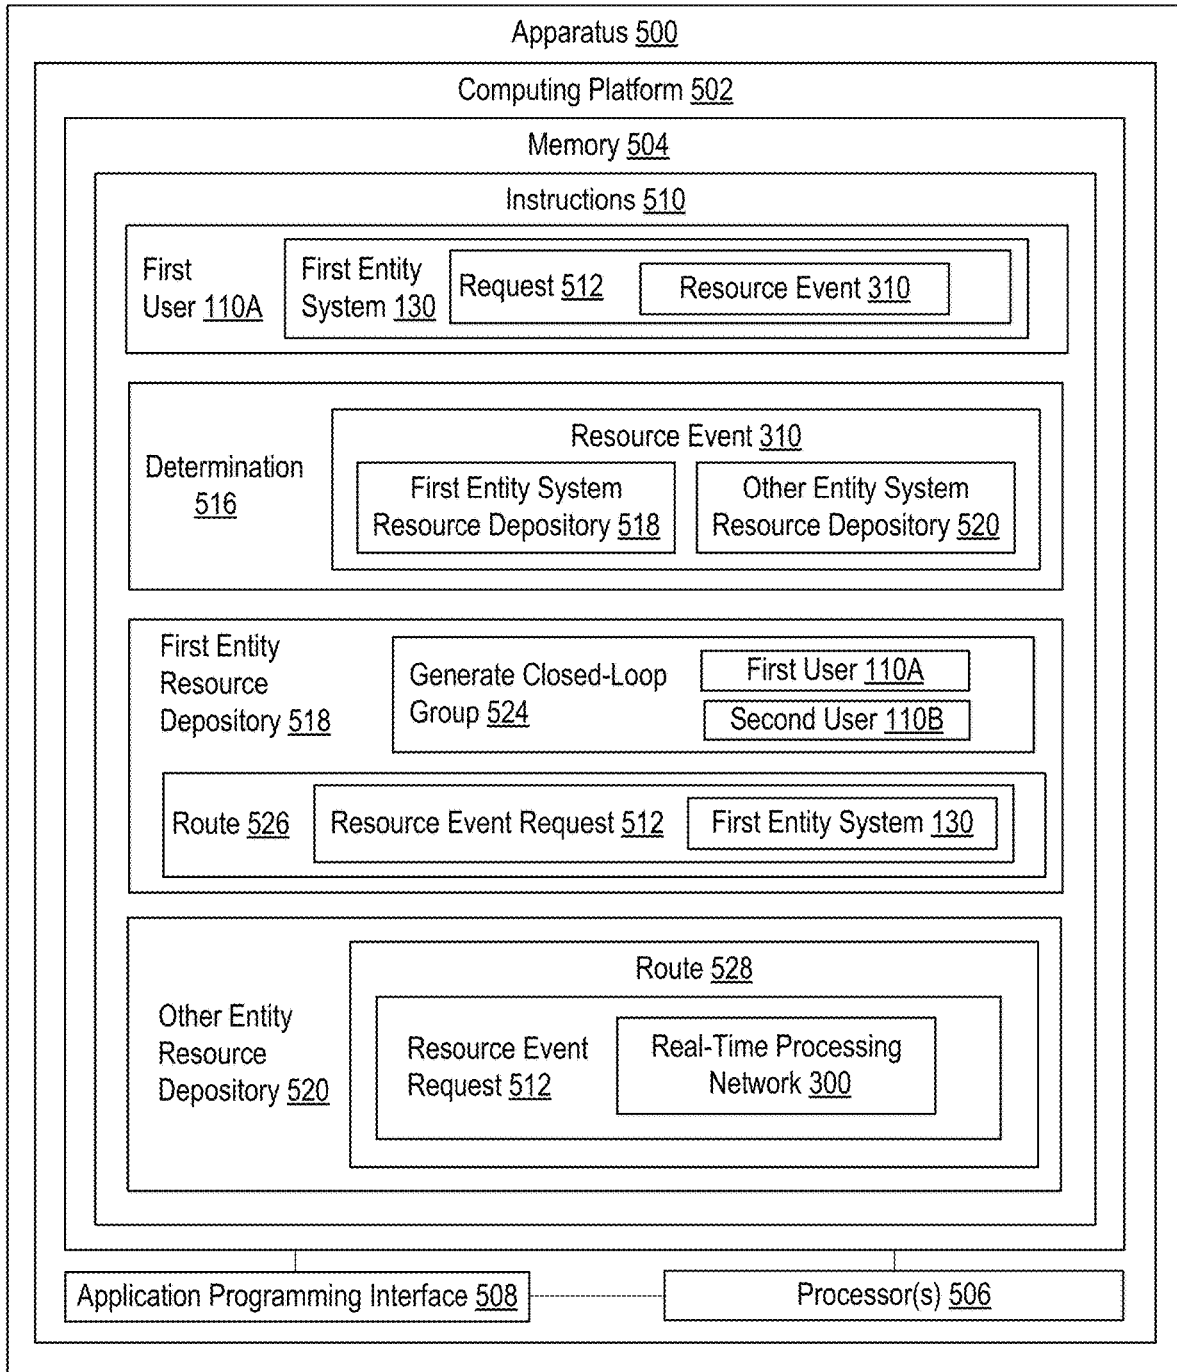 Apparatus 500
Computing Platform 502
Memory 504
Instructions 510
First
User 110A
First Entity
System 130
Request 512
Resource Event 310
Determination
516
Resource Event 310
First Entity System
Resource Depository 518
Other Entity System
Resource Depository 520
First Entity
Resource
Depository 518
Generate Closed-Loop
Group 524
First User 110A
Second User 110B
Route 526
Resource Event Request 512
First Entity System 130
Other Entity
Resource
Depository 520
Route 528
Resource Event
Request 512
Real-Time Processing
Network 300
Application Programming Interface 508
Processor(s) 506